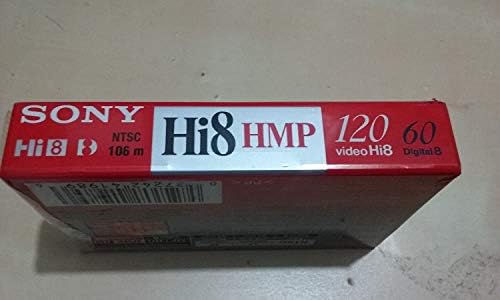 SONY
Hi8
NTSC
106 m
Hi8 HMP
120
video Hi8
60
Digital 8